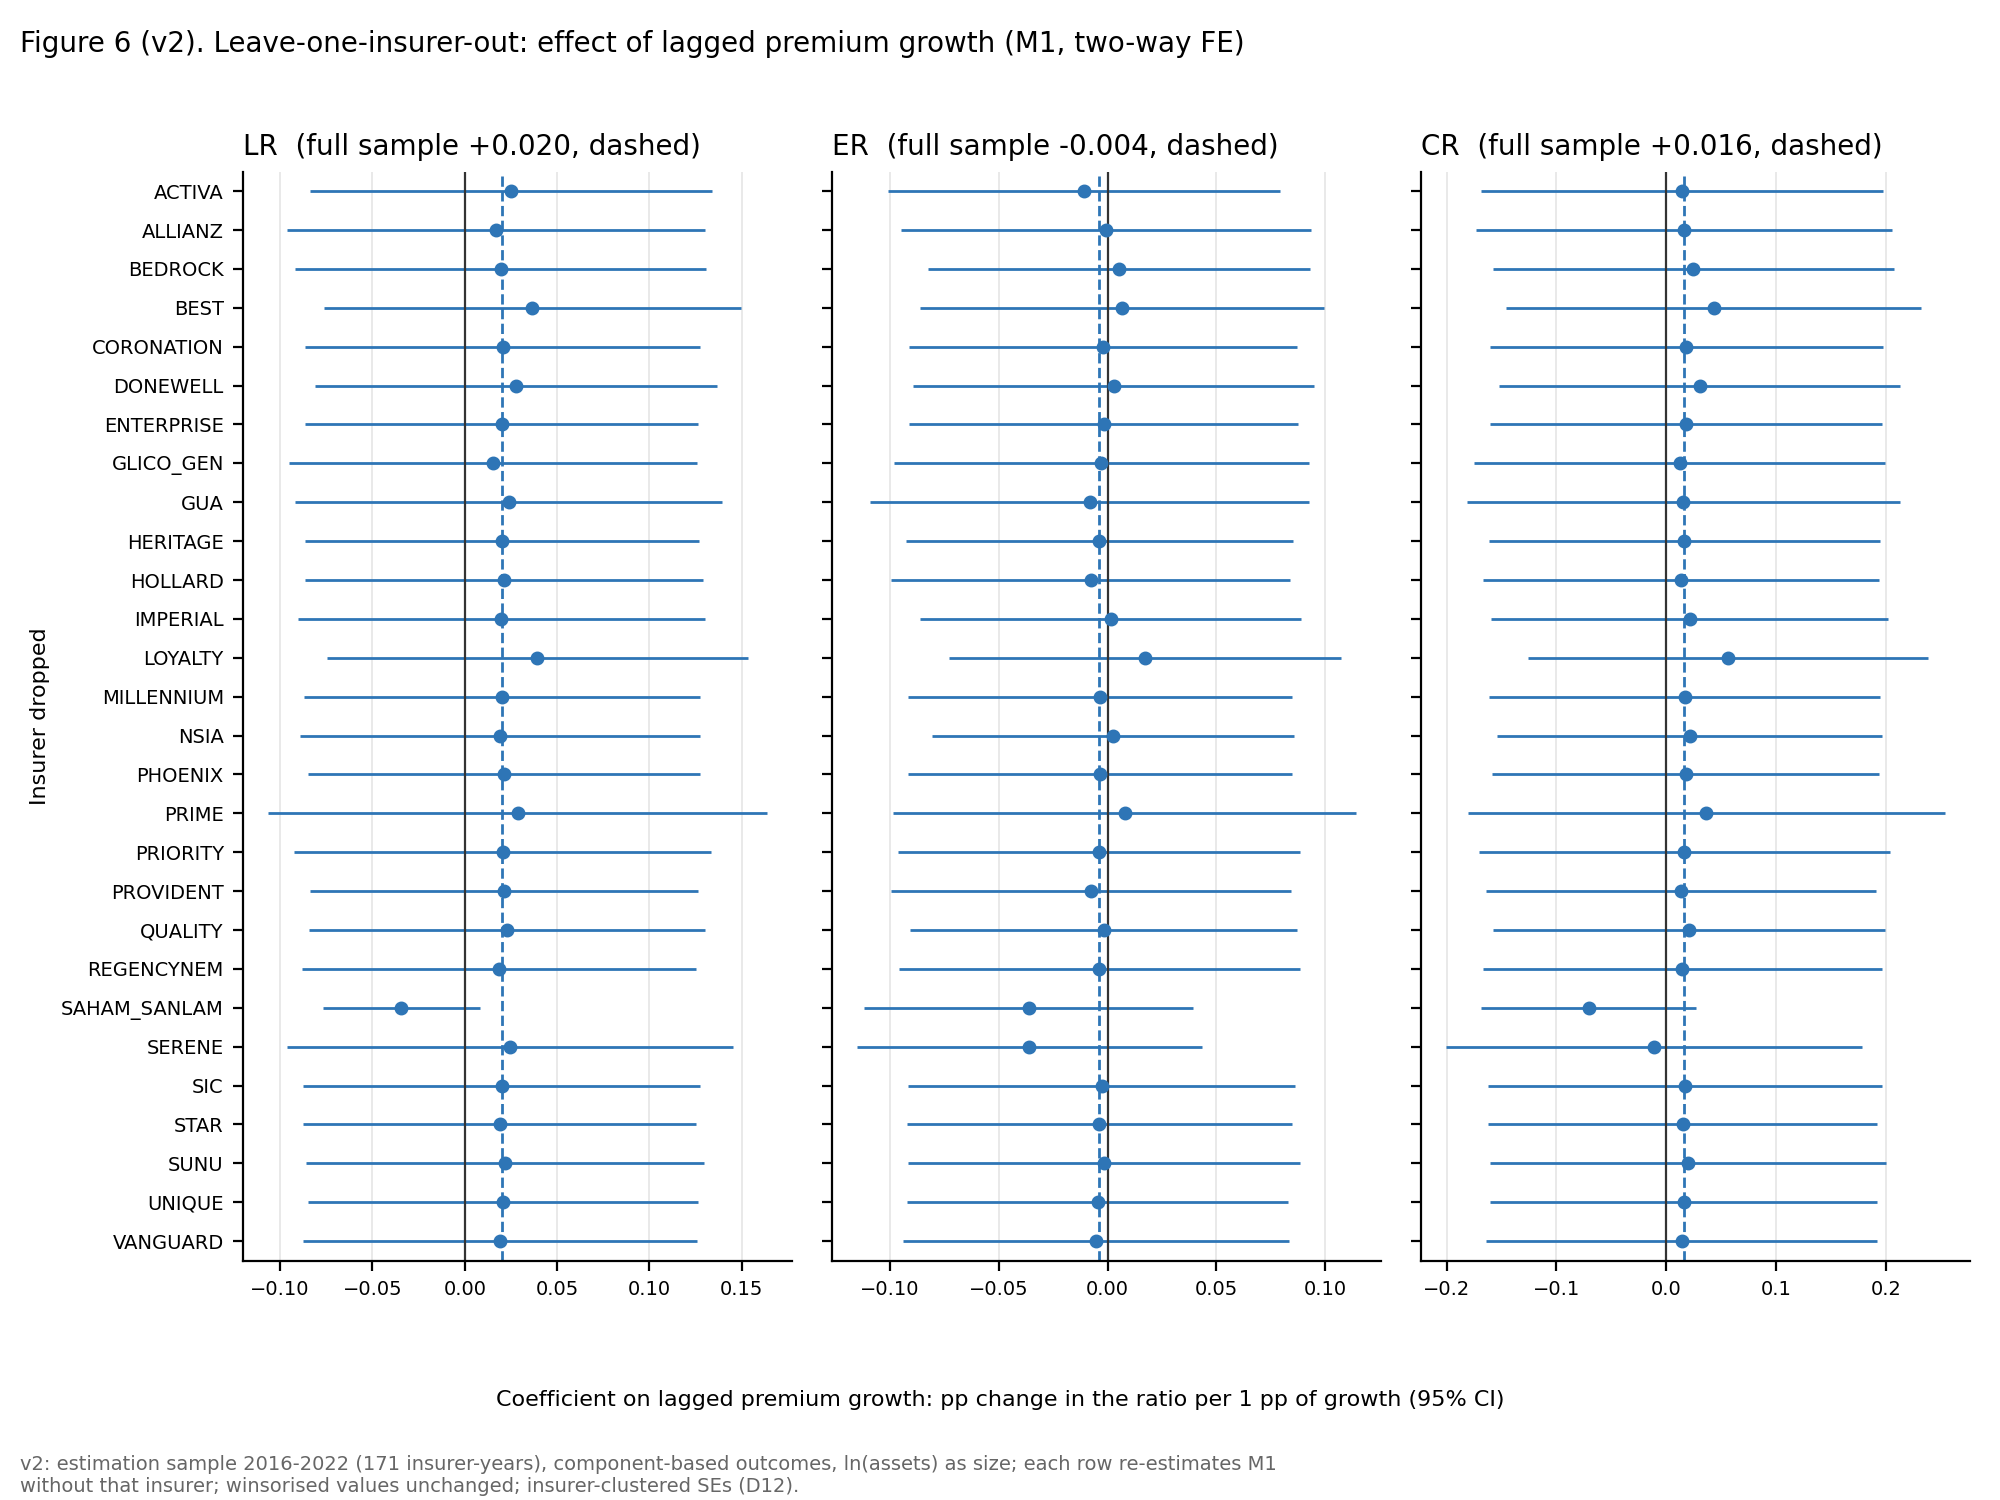 Figure 6 (v2). Leave-one-insurer-out: effect of lagged premium growth (M1, two-way FE)
LR (full sample +0.020, dashed)
ER (full sample -0.004, dashed)
CR (full sample +0.016, dashed)
Insurer dropped
ACTIVA
ALLIANZ
BEDROCK
BEST
CORONATION
DONEWELL
ENTERPRISE
GLICO_GEN
GUA
HERITAGE
HOLLARD
IMPERIAL
LOYALTY
MILLENNIUM
NSIA
PHOENIX
PRIME
PRIORITY
PROVIDENT
QUALITY
REGENCYNEM
SAHAM_SANLAM
SERENE
SIC
STAR
SUNU
UNIQUE
VANGUARD
−0.10 −0.05 0.00 0.05 0.10 0.15
−0.10 −0.05 0.00 0.05 0.10
−0.2 −0.1 0.0 0.1 0.2
Coefficient on lagged premium growth: pp change in the ratio per 1 pp of growth (95% CI)
v2: estimation sample 2016-2022 (171 insurer-years), component-based outcomes, ln(assets) as size; each row re-estimates M1
without that insurer; winsorised values unchanged; insurer-clustered SEs (D12).